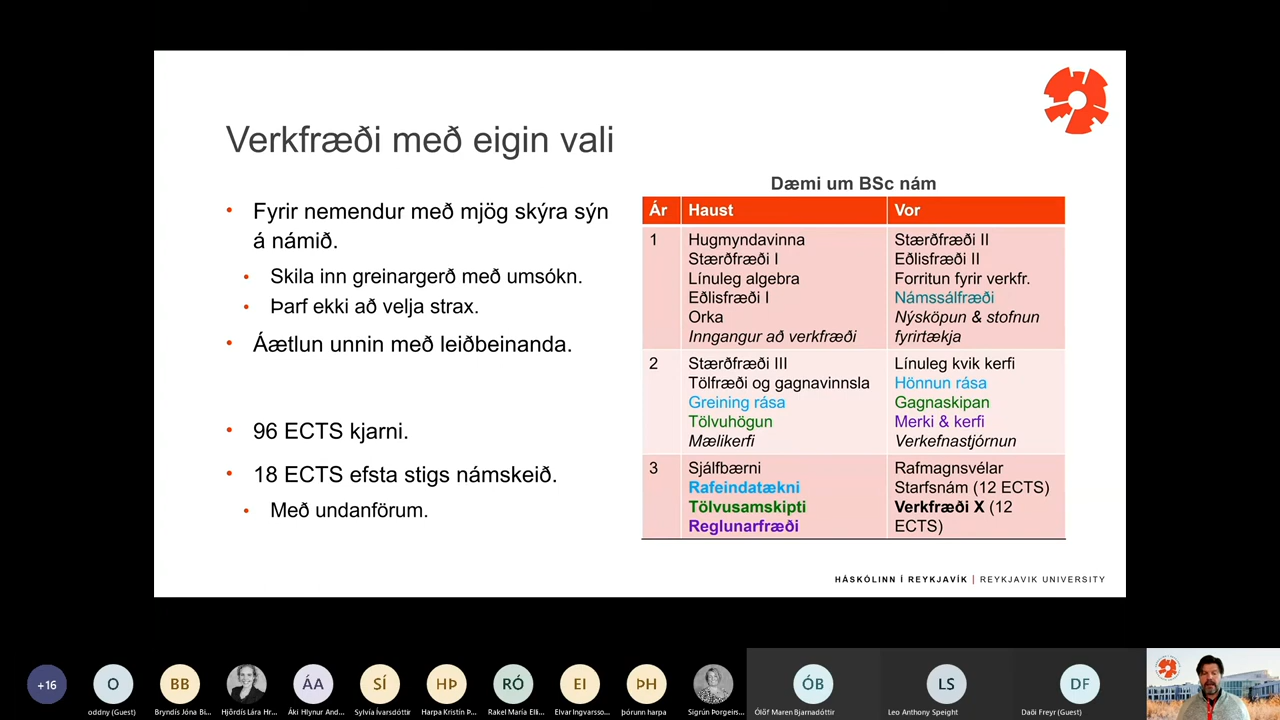 Verkfræði með eigin vali
• Fyrir nemendur með mjög skýra sýn
á námið.
• Skila inn greinargerð með umsókn.
• Þarf ekki að velja strax.
• Áætlun unnin með leiðbeinanda.
• 96 ECTS kjarni.
• 18 ECTS efsta stigs námskeið.
• Með undanförum.
Dæmi um BSc nám
Ár Haust Vor
1
Hugmyndavinna
Stærðfræði I
Línuleg algebra
Eðlisfræði I
Orka
Inngangur að verkfræði
Stærðfræði II
Eðlisfræði II
Forritun fyrir verkfr.
Námssálfræði
Nýsköpun & stofnun
fyrirtækja
2
Stærðfræði III
Tölfræði og gagnavinnsla
Greining rása
Tölvuhögun
Mælikerfi
Línuleg kvik kerfi
Hönnun rása
Gagnaskipan
Merki & kerfi
Verkefnastjórnun
3
Sjálfbærni
Rafeindatækni
Tölvusamskipti
Reglunarfræði
Rafmagnsvélar
Starfsnám (12 ECTS)
Verkfræði X (12
ECTS)
HÁSKÓLINN Í REYKJAVÍK | REYKJAVIK UNIVERSITY
+16 O BB ÁA SÍ HÞ RÓ EI ÞH ÓB LS DF
oddny (Guest) Bryndís Jóna Bi... Hjördís Lára Hr... Áki Hlynur And... Sylvía Ívarsdóttir Harpa Kristín Þ... Rakel María Elli... Elvar Ingvarsso... þórunn harpa Sigrún Þorgeirs... Ólöf Maren Bjarnadóttir Leo Anthony Speight Daði Freyr (Guest)